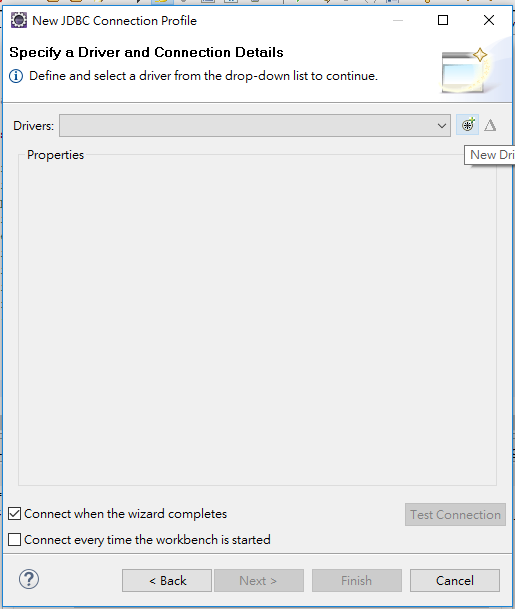 New JDBC Connection Profile
Specify a Driver and Connection Details
Define and select a driver from the drop-down list to continue.
Drivers:
New Dri
Properties
Connect when the wizard completes
Test Connection
Connect every time the workbench is started
< Back
Next >
Finish
Cancel